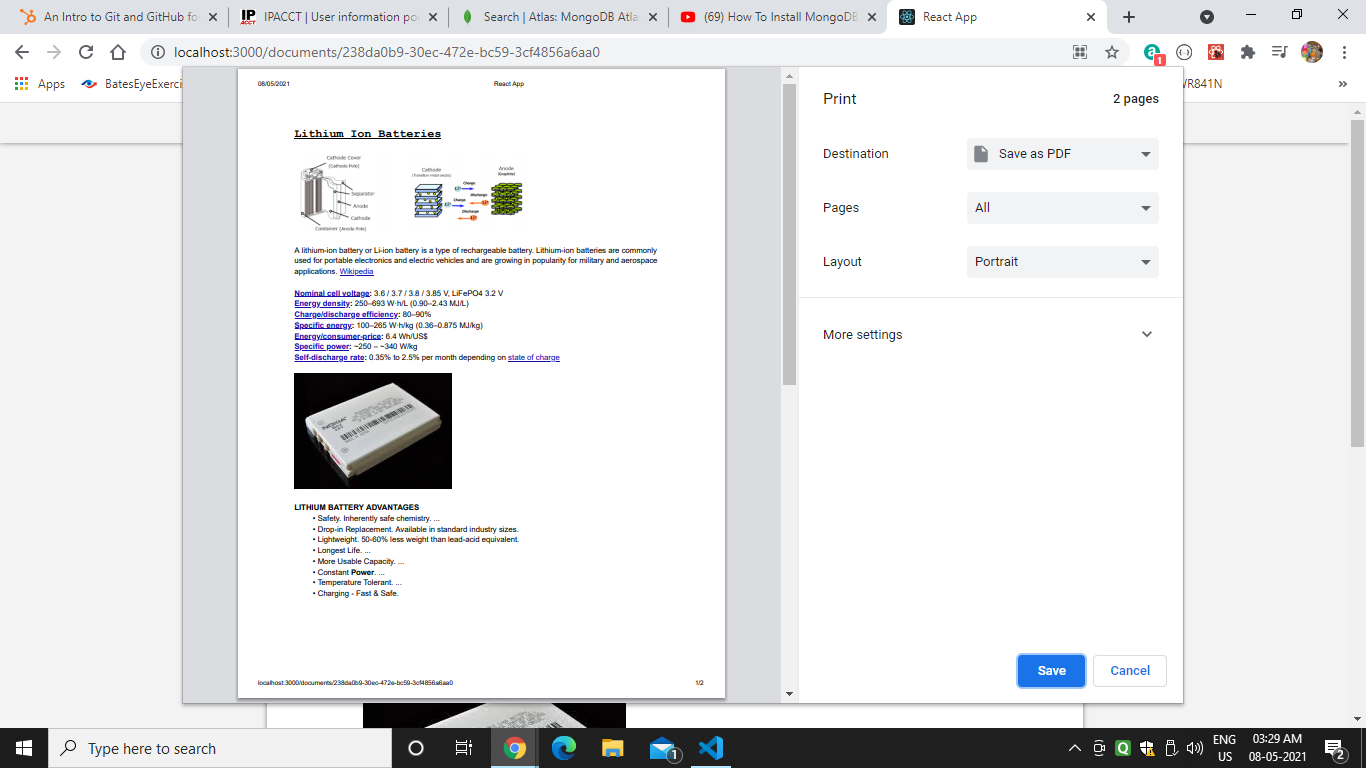 An Intro to Git and GitHub fo
IPACCT | User information po
Search | Atlas: MongoDB Atla
(69) How To Install MongoDB
React App
localhost:3000/documents/238da0b9-30ec-472e-bc59-3cf4856a6aa0
1
Apps
BatesEyeExerci
VR841N
08/05/2021
React App
Lithium Ion Batteries
Cathode Cover
(Cathode Pole)
Separator
Anode
Cathode
Container (Anode Pole)
Cathode
(Transition metal oxide)
Anode
(Graphite)
Charge
Discharge
Charge
Discharge
A lithium-ion battery or Li-ion battery is a type of rechargeable battery. Lithium-ion batteries are commonly
used for portable electronics and electric vehicles and are growing in popularity for military and aerospace
applications. Wikipedia
Nominal cell voltage: 3.6 / 3.7 / 3.8 / 3.85 V, LiFePO4 3.2 V
Energy density: 250–693 W·h/L (0.90–2.43 MJ/L)
Charge/discharge efficiency: 80–90%
Specific energy: 100–265 W·h/kg (0.36–0.875 MJ/kg)
Energy/consumer-price: 6.4 Wh/US$
Specific power: ~250 – ~340 W/kg
Self-discharge rate: 0.35% to 2.5% per month depending on state of charge
NOKIA
LITHIUM BATTERY ADVANTAGES
• Safety. Inherently safe chemistry. ...
• Drop-in Replacement. Available in standard industry sizes.
• Lightweight. 50-60% less weight than lead-acid equivalent.
• Longest Life. ...
• More Usable Capacity. ...
• Constant Power. ...
• Temperature Tolerant. ...
• Charging - Fast & Safe.
localhost:3000/documents/238da0b9-30ec-472e-bc59-3cf4856a6aa0
1/2
Print
2 pages
Destination
Save as PDF
Pages
All
Layout
Portrait
More settings
Save
Cancel
Type here to search
1
ENG
US
03:29 AM
08-05-2021
2